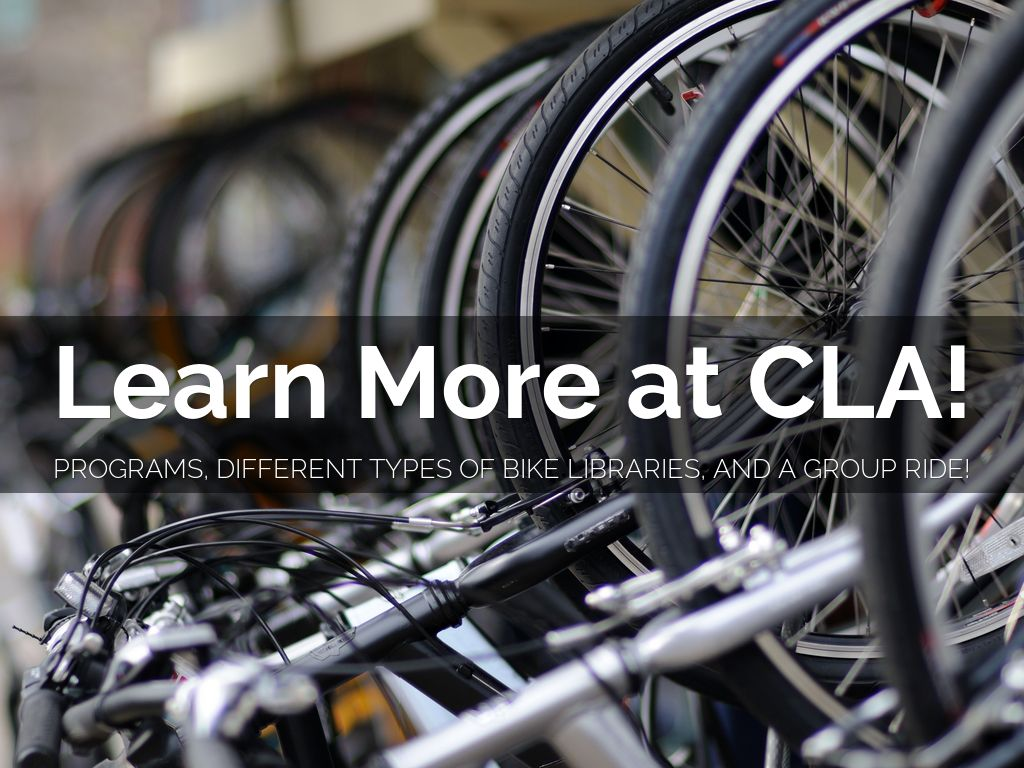 Learn More at CLA!
PROGRAMS, DIFFERENT TYPES OF BIKE LIBRARIES, AND A GROUP RIDE!